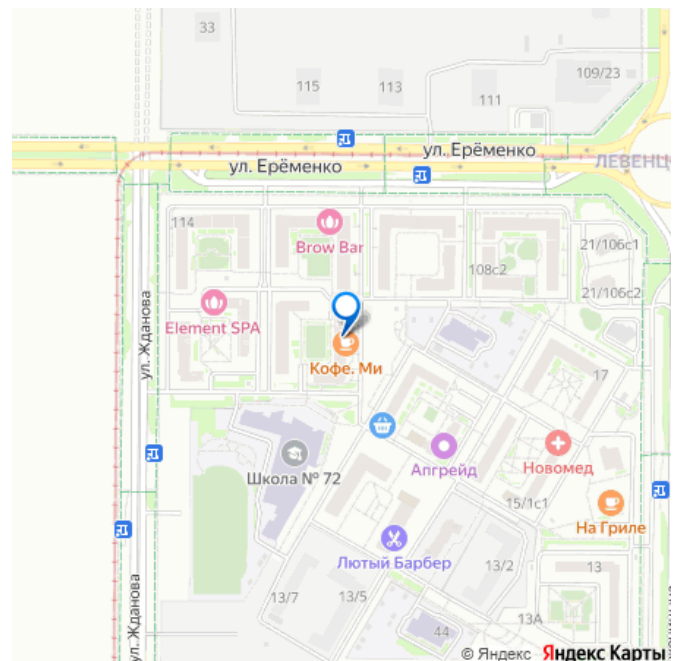 33
115
113
109/23
111
ул. Ерёменко
ул. Ерёменко
ЛЕВЕНЦ
114
Brow Bar
21/106с1
108с2
21/106с2
ул. Жданова
Element SPA
Кофе. Ми
17
Школа № 72
Апгрейд
Новомед
15/1с1
На Гриле
Лютый Барбер
13/2
13
13/7
13/5
13А
44
ул. Жданова
© Яндекс Яндекс Карты